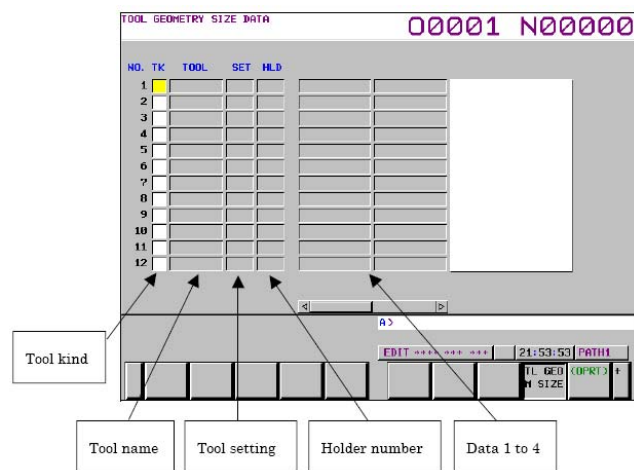 TOOL GEOMETRY SIZE DATA
O0001 N00000
NO. TK TOOL SET HLD
1
2
3
4
5
6
7
8
9
10
11
12
A>
EDIT **** *** *** 21:53:53 PATH1
TL GEO (OPRT) +
M SIZE
Tool kind
Tool name Tool setting Holder number Data 1 to 4